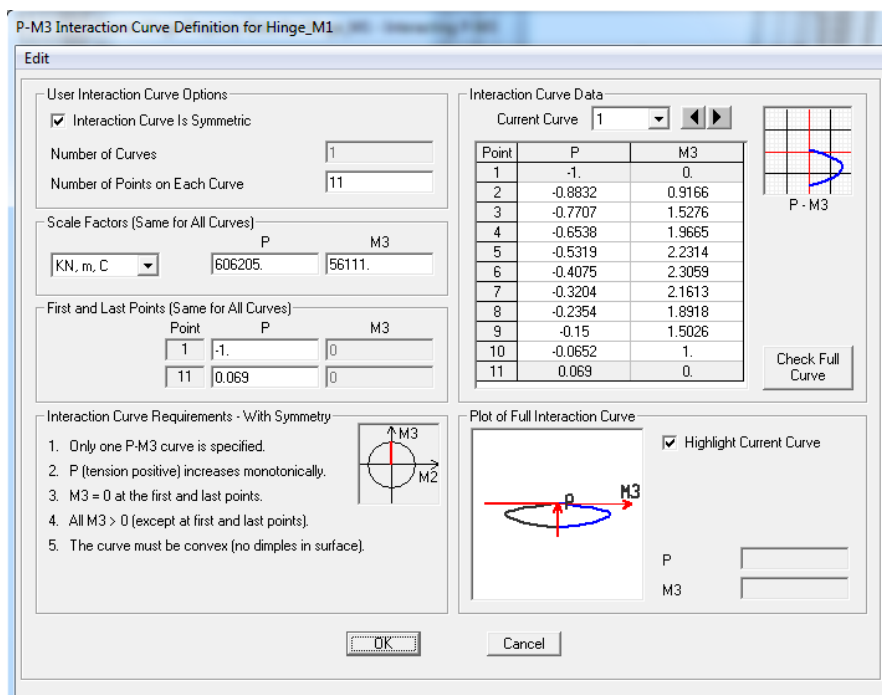 P-M3 Interaction Curve Definition for Hinge_M1
Edit
User Interaction Curve Options
Interaction Curve Is Symmetric
Number of Curves 1
Number of Points on Each Curve 11
Scale Factors (Same for All Curves)
P M3
KN, m, C 606205. 56111.
First and Last Points (Same for All Curves)
Point P M3
1 -1. 0
11 0.069 0
Interaction Curve Requirements - With Symmetry
1. Only one P-M3 curve is specified.
2. P (tension positive) increases monotonically.
3. M3 = 0 at the first and last points.
4. All M3 > 0 (except at first and last points).
5. The curve must be convex (no dimples in surface).
M3
M2
Interaction Curve Data
Current Curve 1
Point P M3
1 -1. 0.
2 -0.8832 0.9166
3 -0.7707 1.5276
4 -0.6538 1.9665
5 -0.5319 2.2314
6 -0.4075 2.3059
7 -0.3204 2.1613
8 -0.2354 1.8918
9 -0.15 1.5026
10 -0.0652 1.
11 0.069 0.
P - M3
Check Full
Curve
Plot of Full Interaction Curve
Highlight Current Curve
P M3
P
M3
OK Cancel